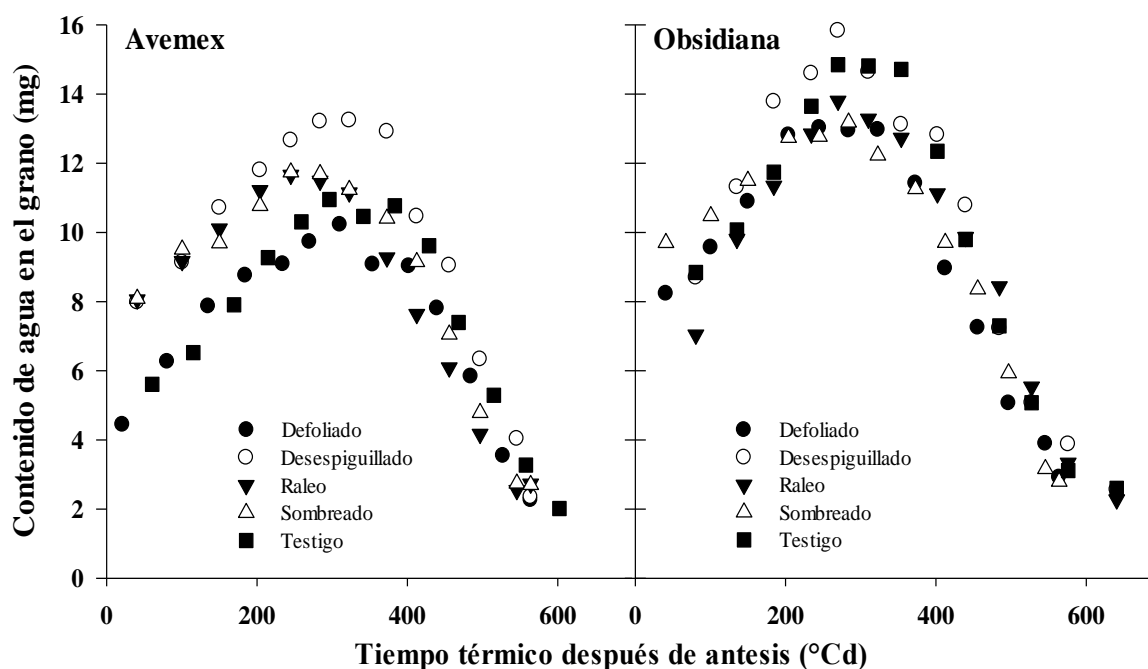 Contenido de agua en el grano (mg)
16
14
12
10
8
6
4
2
0
Avemex
Defoliado
Desespiguillado
Raleo
Sombreado
Testigo
0 200 400 600
Obsidiana
Defoliado
Desespiguillado
Raleo
Sombreado
Testigo
0 200 400 600
Tiempo térmico después de antesis (°Cd)